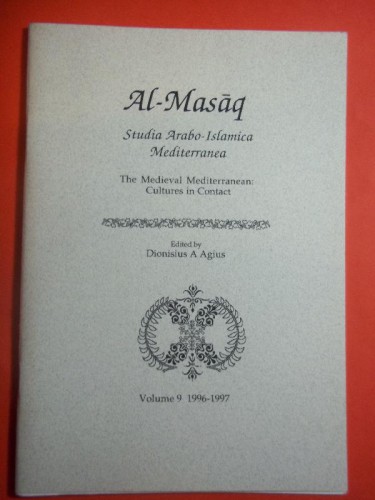 Al-Masāq
Studia Arabo-Islamica
Mediterranea
The Medieval Mediterranean:
Cultures in Contact
Edited by
Dionisius A Agius
Volume 9 1996-1997